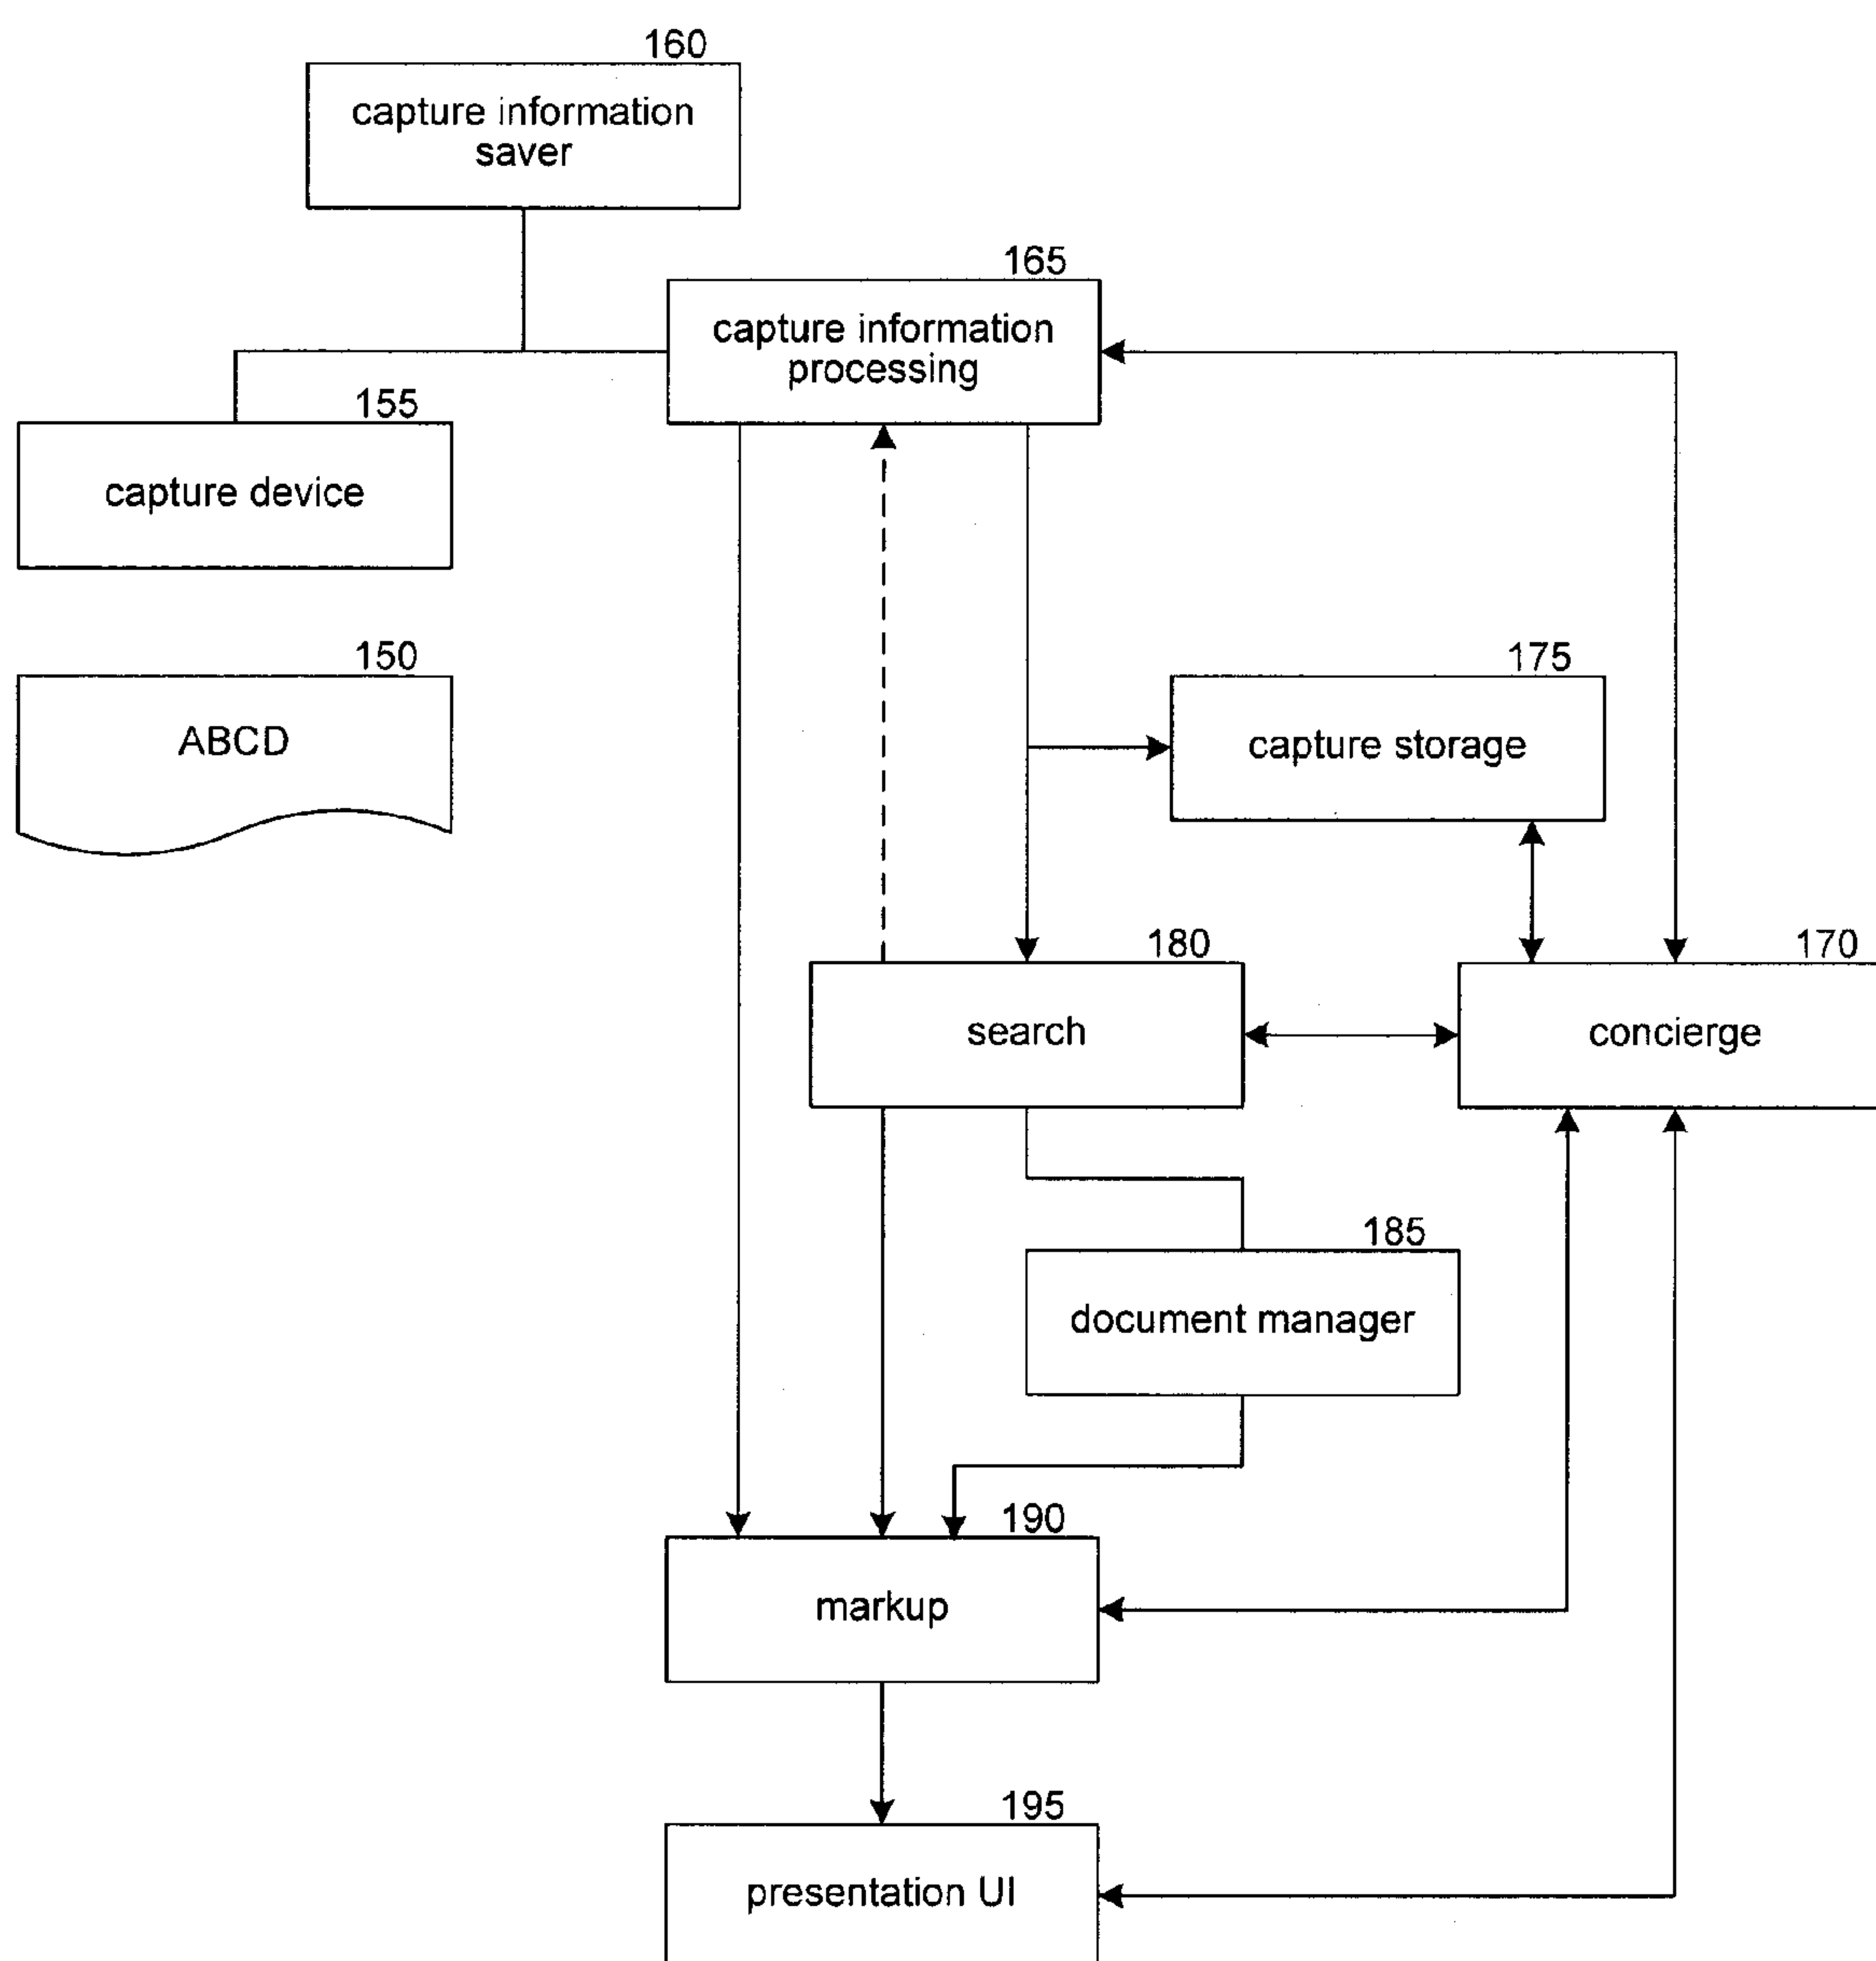 160
capture information
saver
165
capture information
processing
155
capture device
150
ABCD
175
capture storage
180
search
170
concierge
185
document manager
190
markup
195
presentation UI